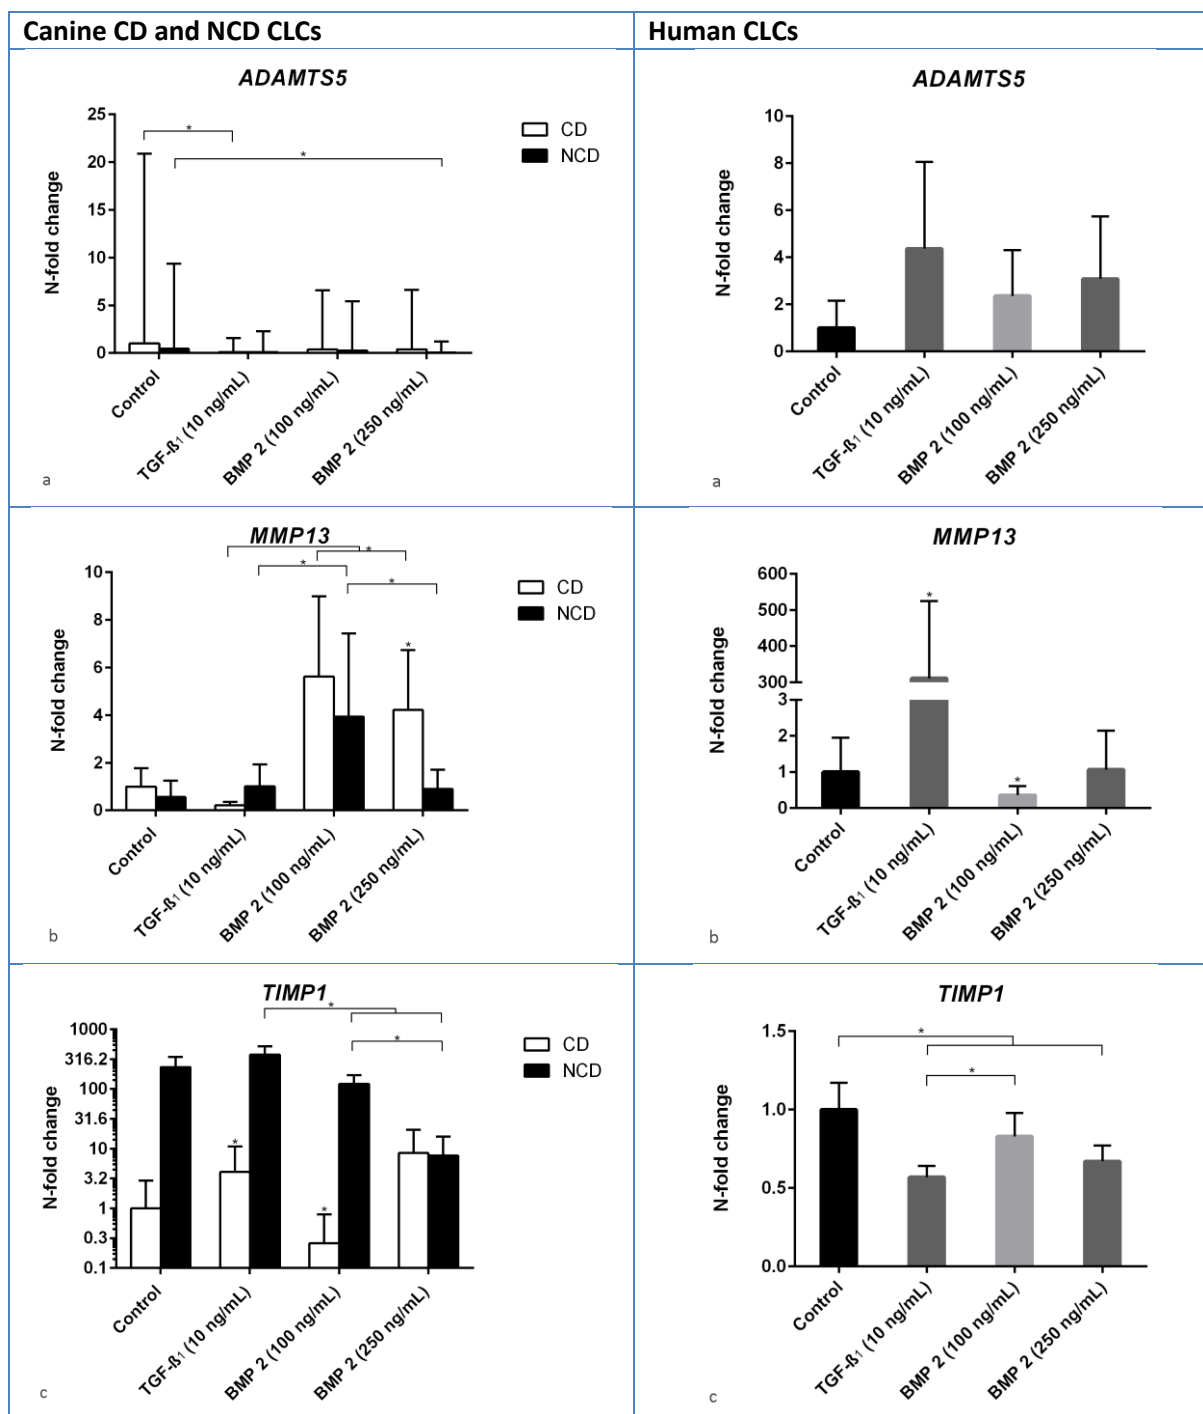 Canine CD and NCD CLCs
Human CLCs
ADAMTS5
25
20
15
10
5
0
N-fold change
*
*
CD
NCD
Control
TGF-ß1 (10 ng/mL)
BMP 2 (100 ng/mL)
BMP 2 (250 ng/mL)
a
ADAMTS5
10
8
6
4
2
0
N-fold change
Control
TGF-ß1 (10 ng/mL)
BMP 2 (100 ng/mL)
BMP 2 (250 ng/mL)
a
MMP13
10
8
6
4
2
0
N-fold change
*
*
*
*
CD
NCD
Control
TGF-ß1 (10 ng/mL)
BMP 2 (100 ng/mL)
BMP 2 (250 ng/mL)
b
MMP13
600
500
400
300
3
2
1
0
N-fold change
*
*
Control
TGF-ß1 (10 ng/mL)
BMP 2 (100 ng/mL)
BMP 2 (250 ng/mL)
b
TIMP1
1000
316.2
100
31.6
10
3.2
1
0.3
0.1
N-fold change
*
*
*
*
CD
NCD
Control
TGF-ß1 (10 ng/mL)
BMP 2 (100 ng/mL)
BMP 2 (250 ng/mL)
c
TIMP1
1.5
1.0
0.5
0.0
N-fold change
*
*
Control
TGF-ß1 (10 ng/mL)
BMP 2 (100 ng/mL)
BMP 2 (250 ng/mL)
c